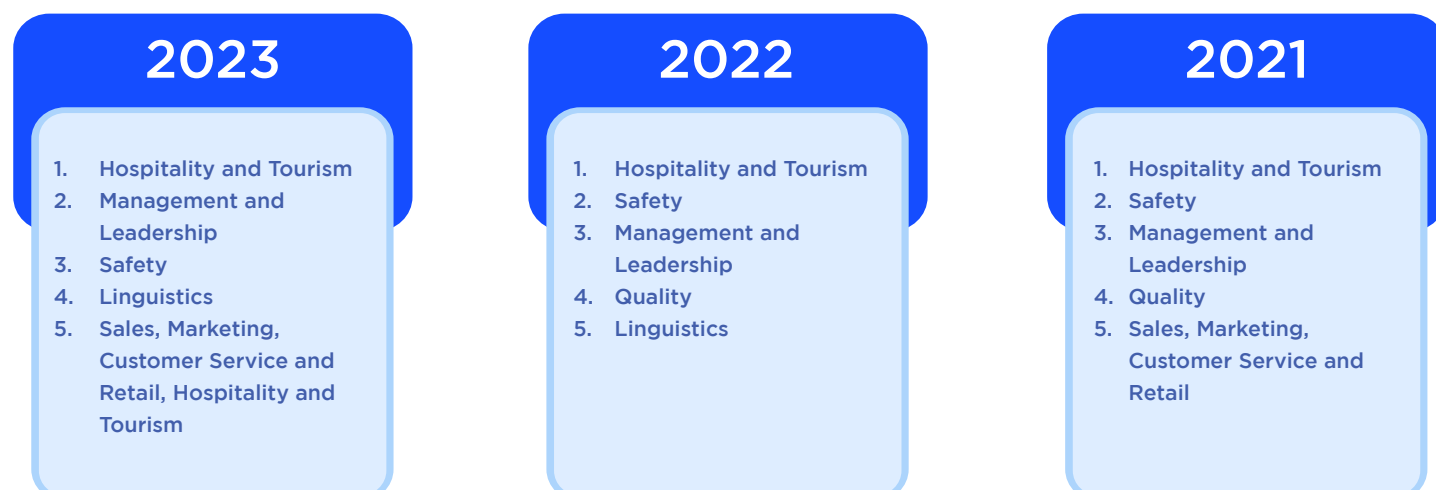 2023
1. Hospitality and Tourism
2. Management and
Leadership
3. Safety
4. Linguistics
5. Sales, Marketing,
Customer Service and
Retail, Hospitality and
Tourism
2022
1. Hospitality and Tourism
2. Safety
3. Management and
Leadership
4. Quality
5. Linguistics
2021
1. Hospitality and Tourism
2. Safety
3. Management and
Leadership
4. Quality
5. Sales, Marketing,
Customer Service and
Retail